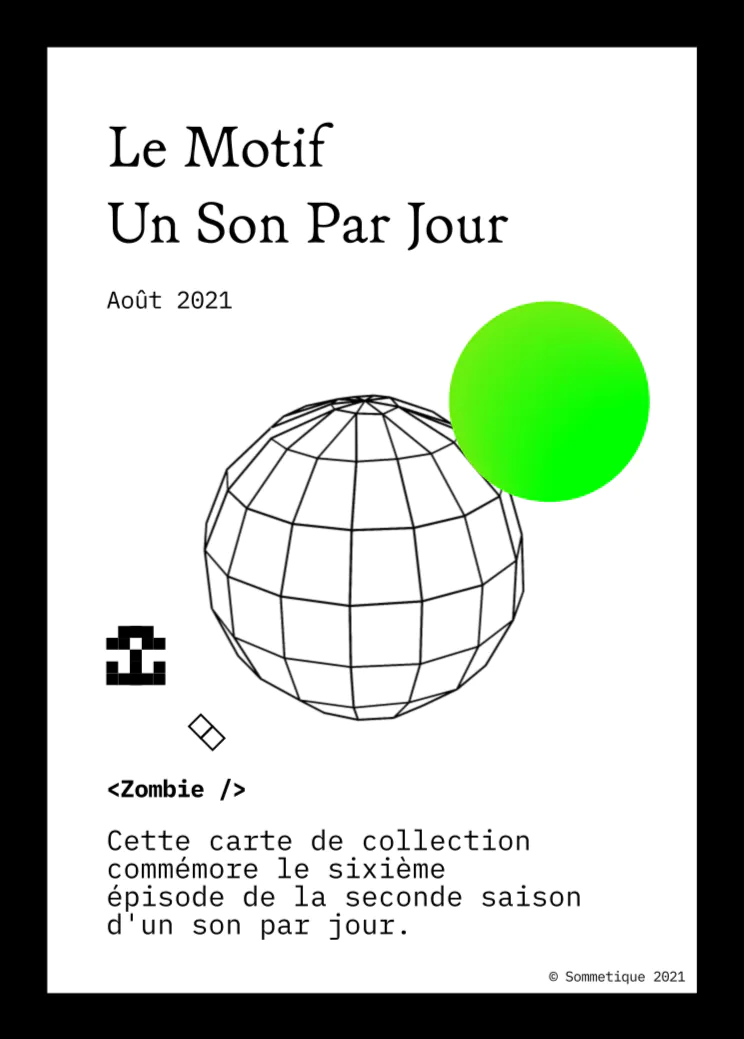 Le Motif
Un Son Par Jour
Août 2021
<Zombie />
Cette carte de collection
commémore le sixième
épisode de la seconde saison
d'un son par jour.
© Sommetique 2021